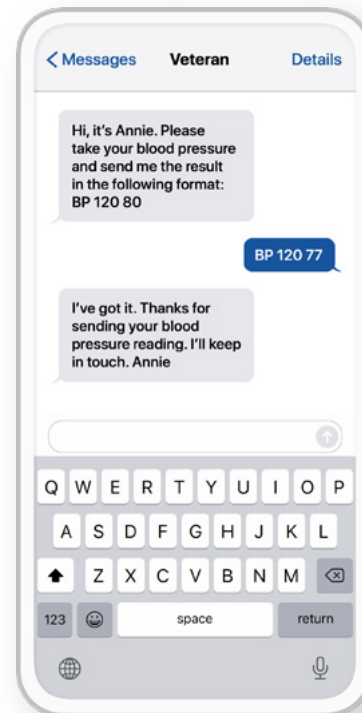 Messages Veteran Details
Hi, it's Annie. Please
take your blood pressure
and send me the result
in the following format:
BP 120 80
BP 120 77
I've got it. Thanks for
sending your blood
pressure reading. I'll keep
in touch. Annie
Q W E R T Y U I O P
A S D F G H J K L
Z X C V B N M
123 space return